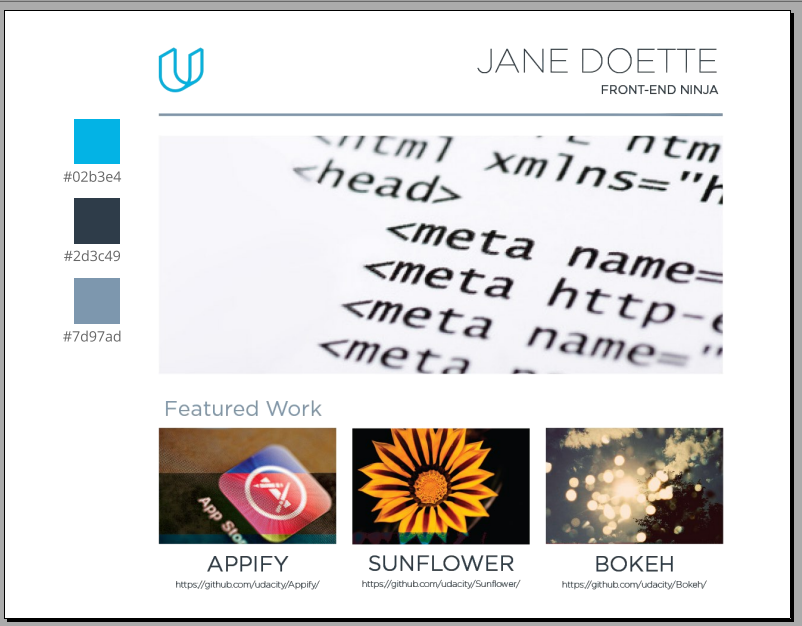 JANE DOETTE
FRONT-END NINJA
#02b3e4
#2d3c49
#7d97ad
<html xmlns="h
<head>
<meta name=
<meta http-e
<meta name="
<meta
Featured Work
App Stor
APPIFY
https://github.com/udacity/Appify/
SUNFLOWER
https://github.com/udacity/Sunflower/
BOKEH
https://github.com/udacity/Bokeh/